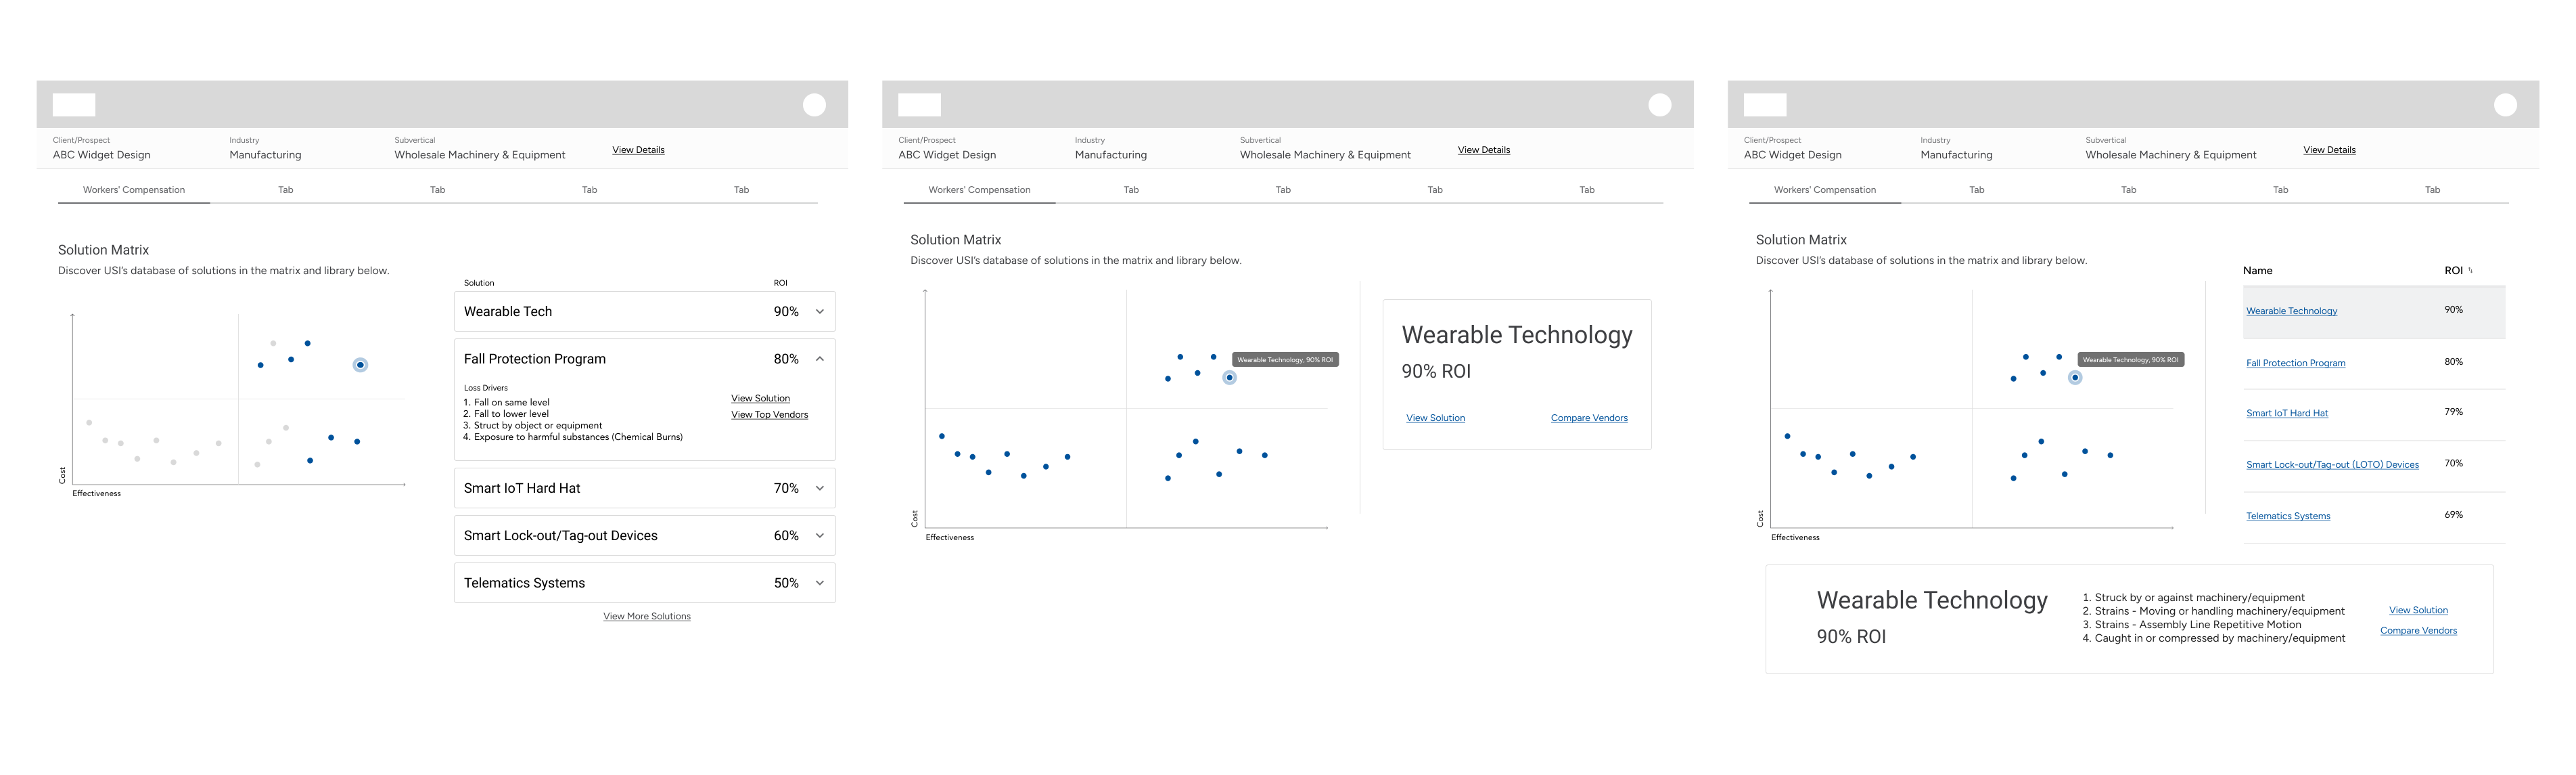 Client/Prospect
ABC Widget Design
Industry
Manufacturing
Subvertical
Wholesale Machinery & Equipment
View Details
Workers' Compensation
Tab
Tab
Tab
Tab
Solution Matrix
Discover USI's database of solutions in the matrix and library below.
Cost
Effectiveness
Solution
ROI
Wearable Tech
90%
Fall Protection Program
80%
Loss Drivers
1. Fall on same level
2. Fall to lower level
3. Struct by object or equipment
4. Exposure to harmful substances (Chemical Burns)
View Solution
View Top Vendors
Smart IoT Hard Hat
70%
Smart Lock-out/Tag-out Devices
60%
Telematics Systems
50%
View More Solutions
Client/Prospect
ABC Widget Design
Industry
Manufacturing
Subvertical
Wholesale Machinery & Equipment
View Details
Workers' Compensation
Tab
Tab
Tab
Tab
Solution Matrix
Discover USI's database of solutions in the matrix and library below.
Wearable Technology, 90% ROI
Cost
Effectiveness
Wearable Technology
90% ROI
View Solution
Compare Vendors
Client/Prospect
ABC Widget Design
Industry
Manufacturing
Subvertical
Wholesale Machinery & Equipment
View Details
Workers' Compensation
Tab
Tab
Tab
Tab
Solution Matrix
Discover USI's database of solutions in the matrix and library below.
Wearable Technology, 90% ROI
Cost
Effectiveness
Name
ROI
Wearable Technology
90%
Fall Protection Program
80%
Smart IoT Hard Hat
79%
Smart Lock-out/Tag-out (LOTO) Devices
70%
Telematics Systems
69%
Wearable Technology
90% ROI
1. Struck by or against machinery/equipment
2. Strains - Moving or handling machinery/equipment
3. Strains - Assembly Line Repetitive Motion
4. Caught in or compressed by machinery/equipment
View Solution
Compare Vendors